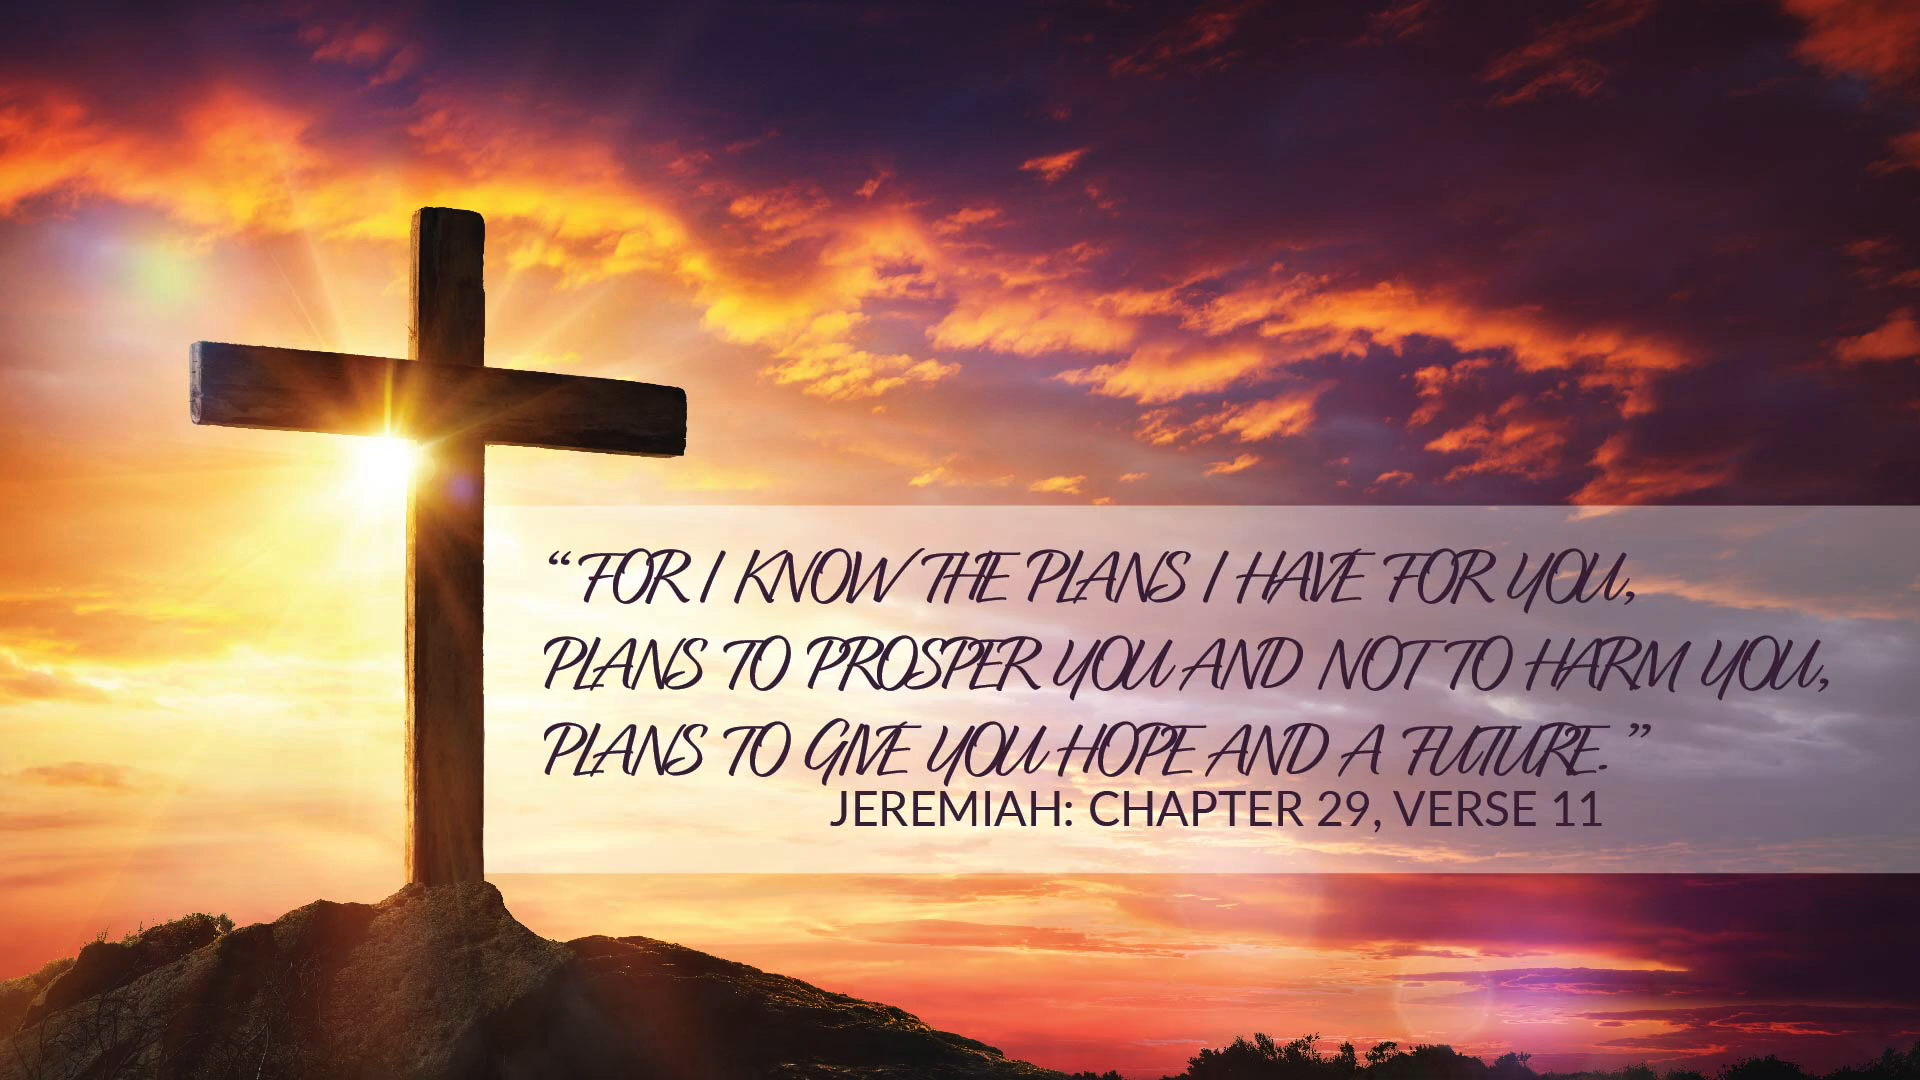 “FOR I KNOW THE PLANS I HAVE FOR YOU,
PLANS TO PROSPER YOU AND NOT TO HARM YOU,
PLANS TO GIVE YOU HOPE AND A FUTURE.”
JEREMIAH: CHAPTER 29, VERSE 11